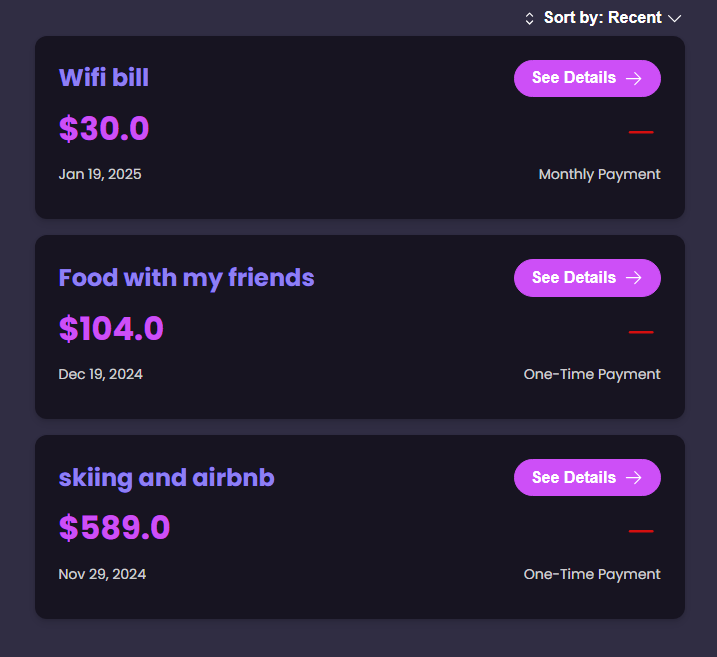 Sort by: Recent
Wifi bill
See Details
$30.0
Jan 19, 2025
Monthly Payment
Food with my friends
See Details
$104.0
Dec 19, 2024
One-Time Payment
skiing and airbnb
See Details
$589.0
Nov 29, 2024
One-Time Payment